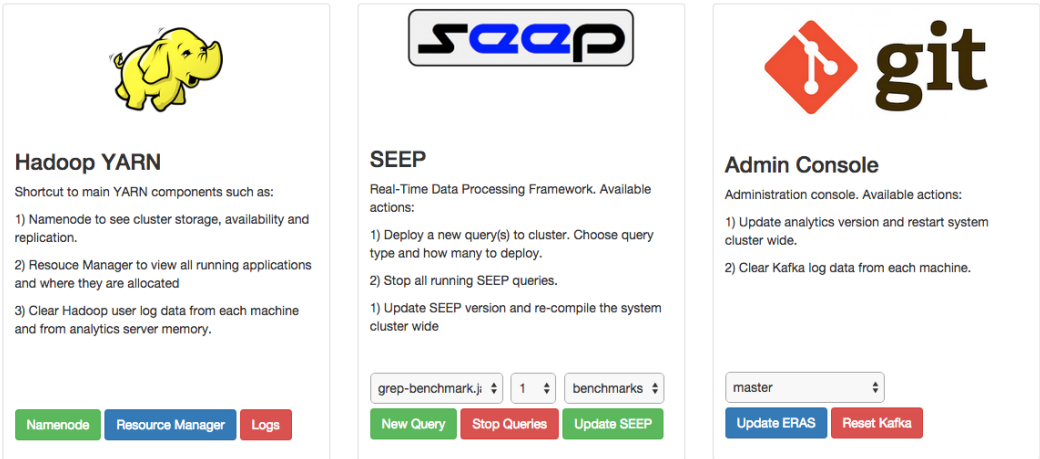 Hadoop YARN
Shortcut to main YARN components such as:
1) Namenode to see cluster storage, availability and
replication.
2) Resouce Manager to view all running applications
and where they are allocated
3) Clear Hadoop user log data from each machine
and from analytics server memory.
Namenode
Resource Manager
Logs
seep
SEEP
Real-Time Data Processing Framework. Available
actions:
1) Deploy a new query(s) to cluster. Choose query
type and how many to deploy.
2) Stop all running SEEP queries.
1) Update SEEP version and re-compile the system
cluster wide
grep-benchmark.ja
1
benchmarks
New Query
Stop Queries
Update SEEP
git
Admin Console
Administration console. Available actions:
1) Update analytics version and restart system
cluster wide.
2) Clear Kafka log data from each machine.
master
Update ERAS
Reset Kafka